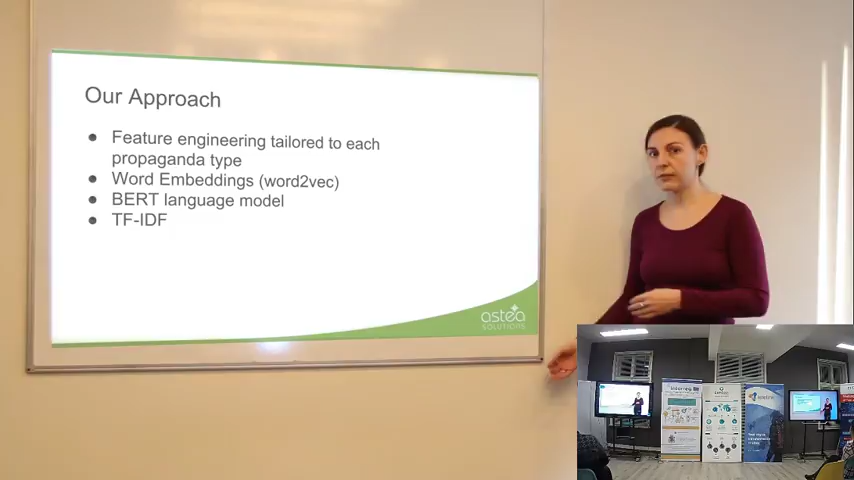 Our Approach
● Feature engineering tailored to each
propaganda type
● Word Embeddings (word2vec)
● BERT language model
● TF-IDF
astea
SOLUTIONS